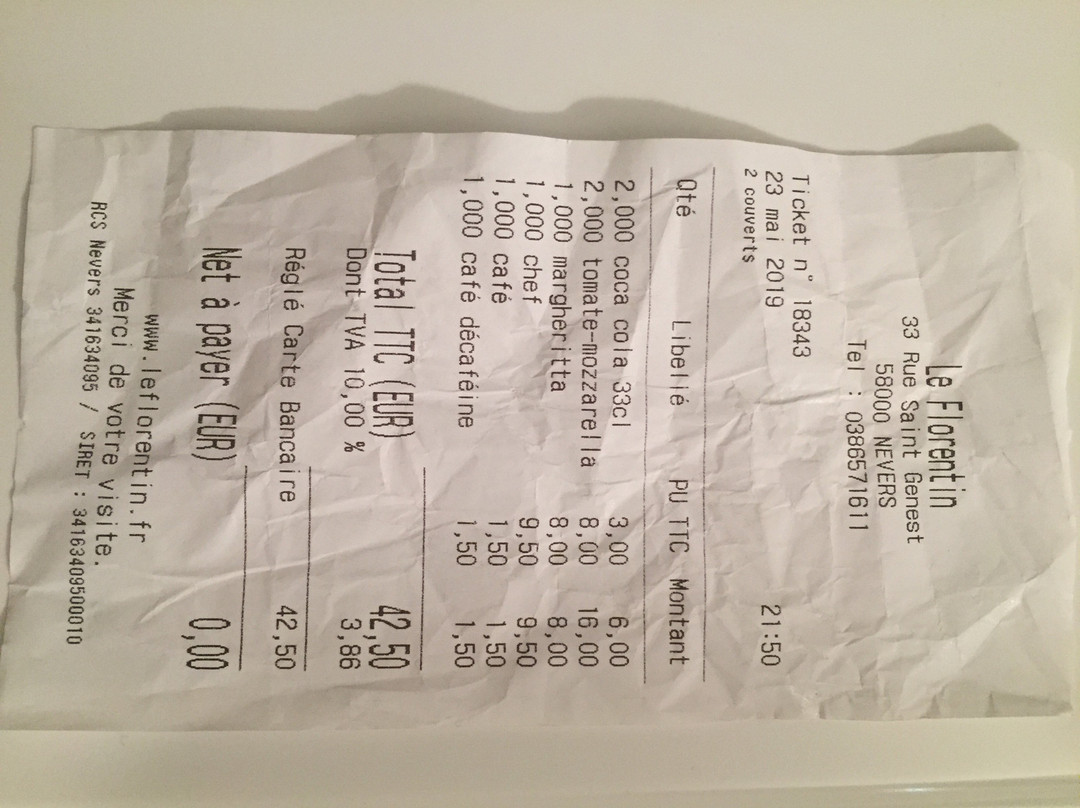 Le Florentin
33 Rue Saint Genest
58000 NEVERS
Tel : 0386571611
Ticket n° 18343
23 mai 2019 21:50
2 couverts
Qté Libellé PU TTC Montant
2,000 coca cola 33cl 3,00 6,00
2,000 tomate-mozzarella 8,00 16,00
1,000 margheritta 8,00 8,00
1,000 chef 9,50 9,50
1,000 café 1,50 1,50
1,000 café décaféine 1,50 1,50
Total TTC (EUR) 42,50
Dont TVA 10,00 % 3,86
Réglé Carte Bancaire 42,50
Net à payer (EUR) 0,00
www.leflorentin.fr
Merci de votre visite.
RCS Nevers 341634095 / SIRET : 34163409500010